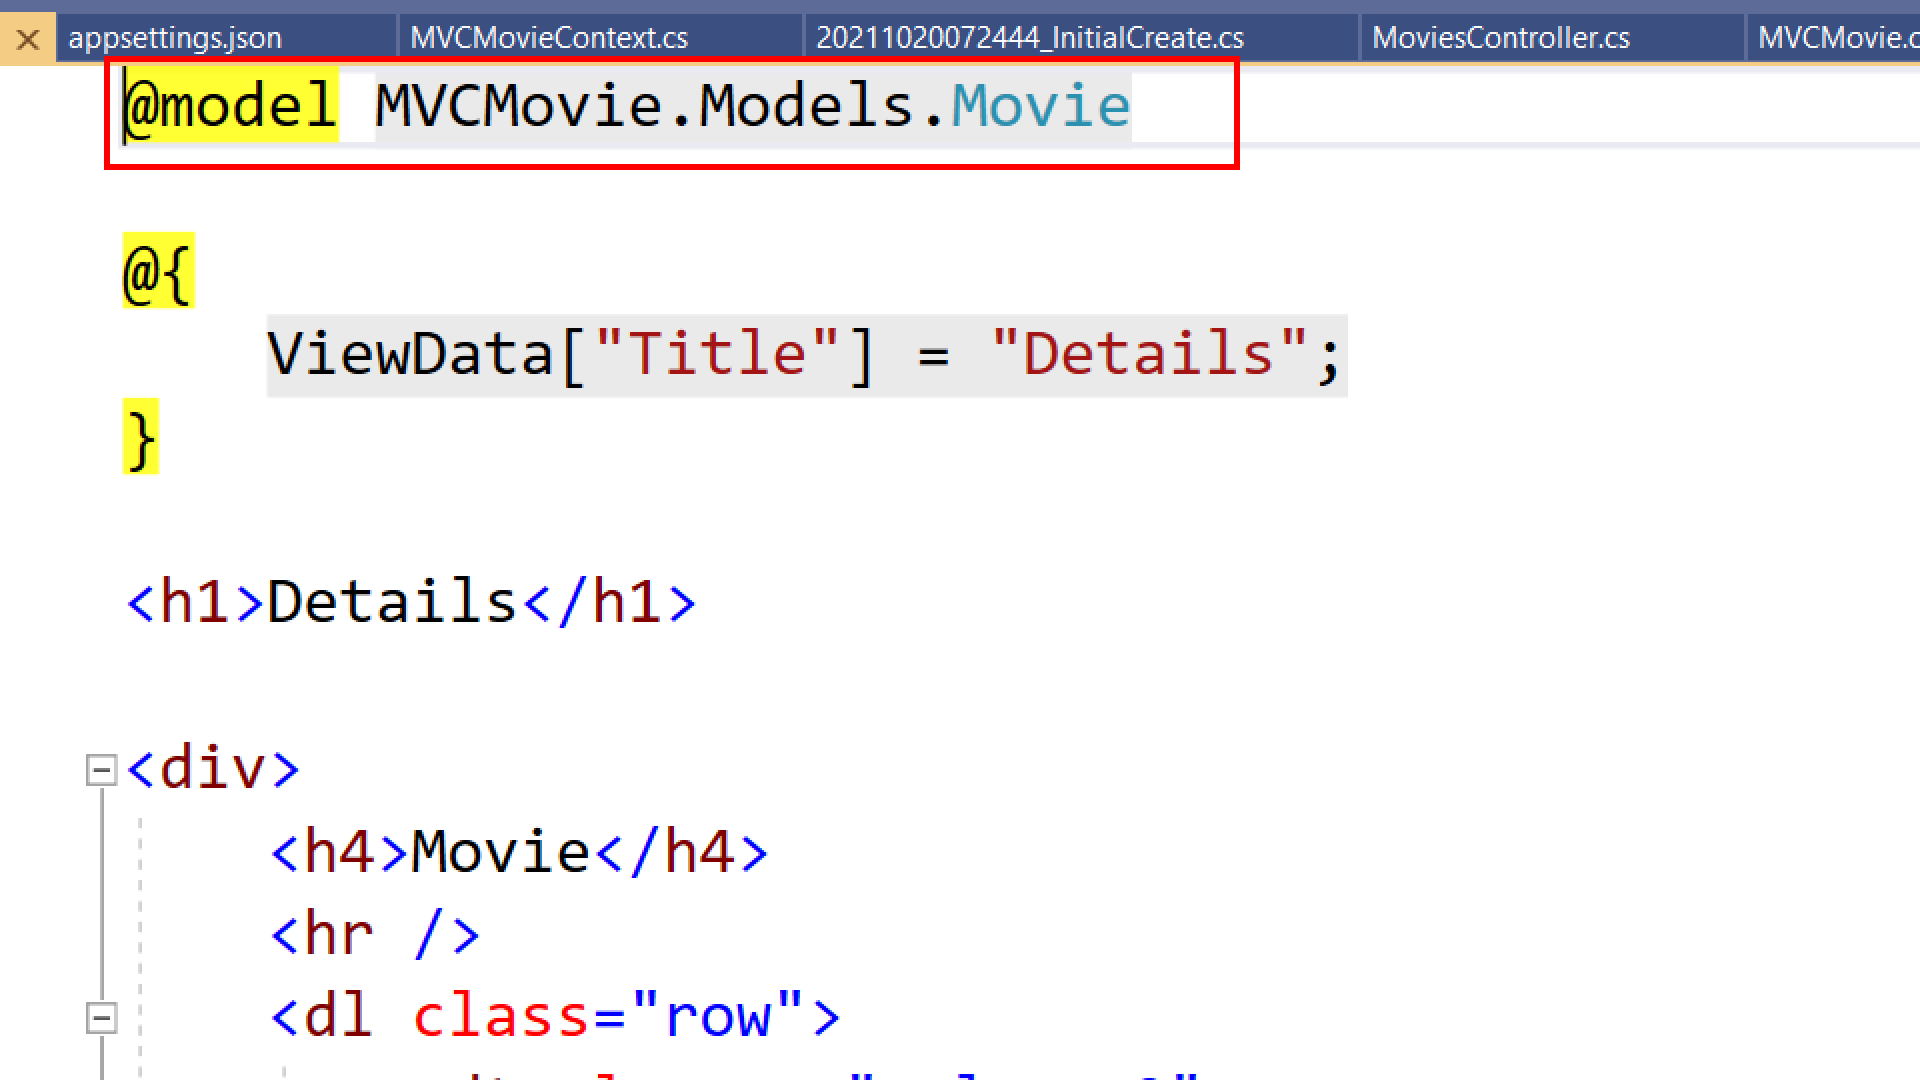 appsettings.json MVCMovieContext.cs 20211020072444_InitialCreate.cs MoviesController.cs
@model MVCMovie.Models.Movie
@{
ViewData["Title"] = "Details";
}
<h1>Details</h1>
<div>
<h4>Movie</h4>
<hr />
<dl class="row">